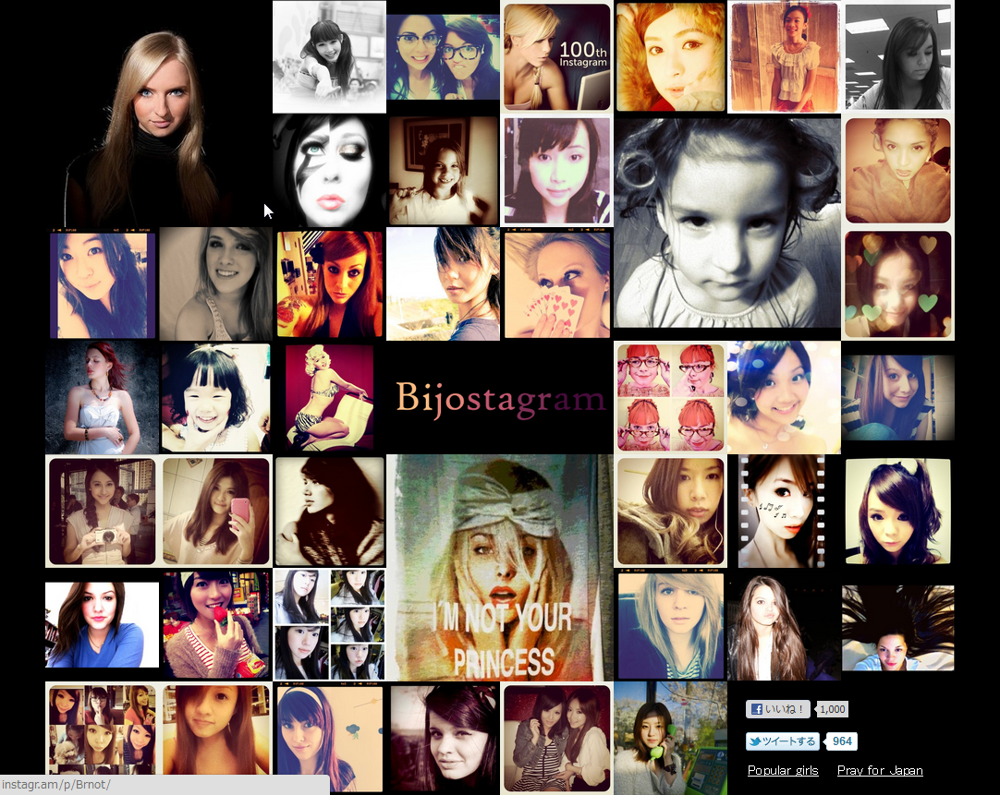 100th
Instagram
Bijostagram
I'M NOT YOUR
PRINCESS
いいね！ 1,000
ツイートする 964
Popular girls Pray for Japan
instagr.am/p/Brnot/